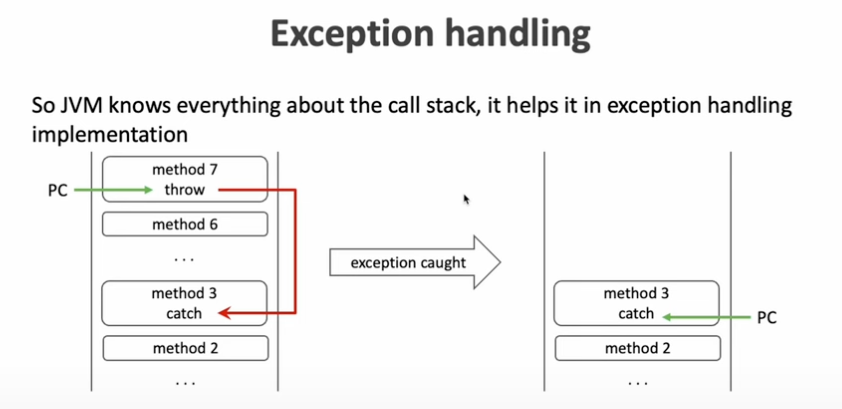 Exception handling
So JVM knows everything about the call stack, it helps it in exception handling
implementation
method 7
PC
throw
method 6
...
exception caught
method 3
catch
method 2
...
method 3
catch
PC
method 2
...